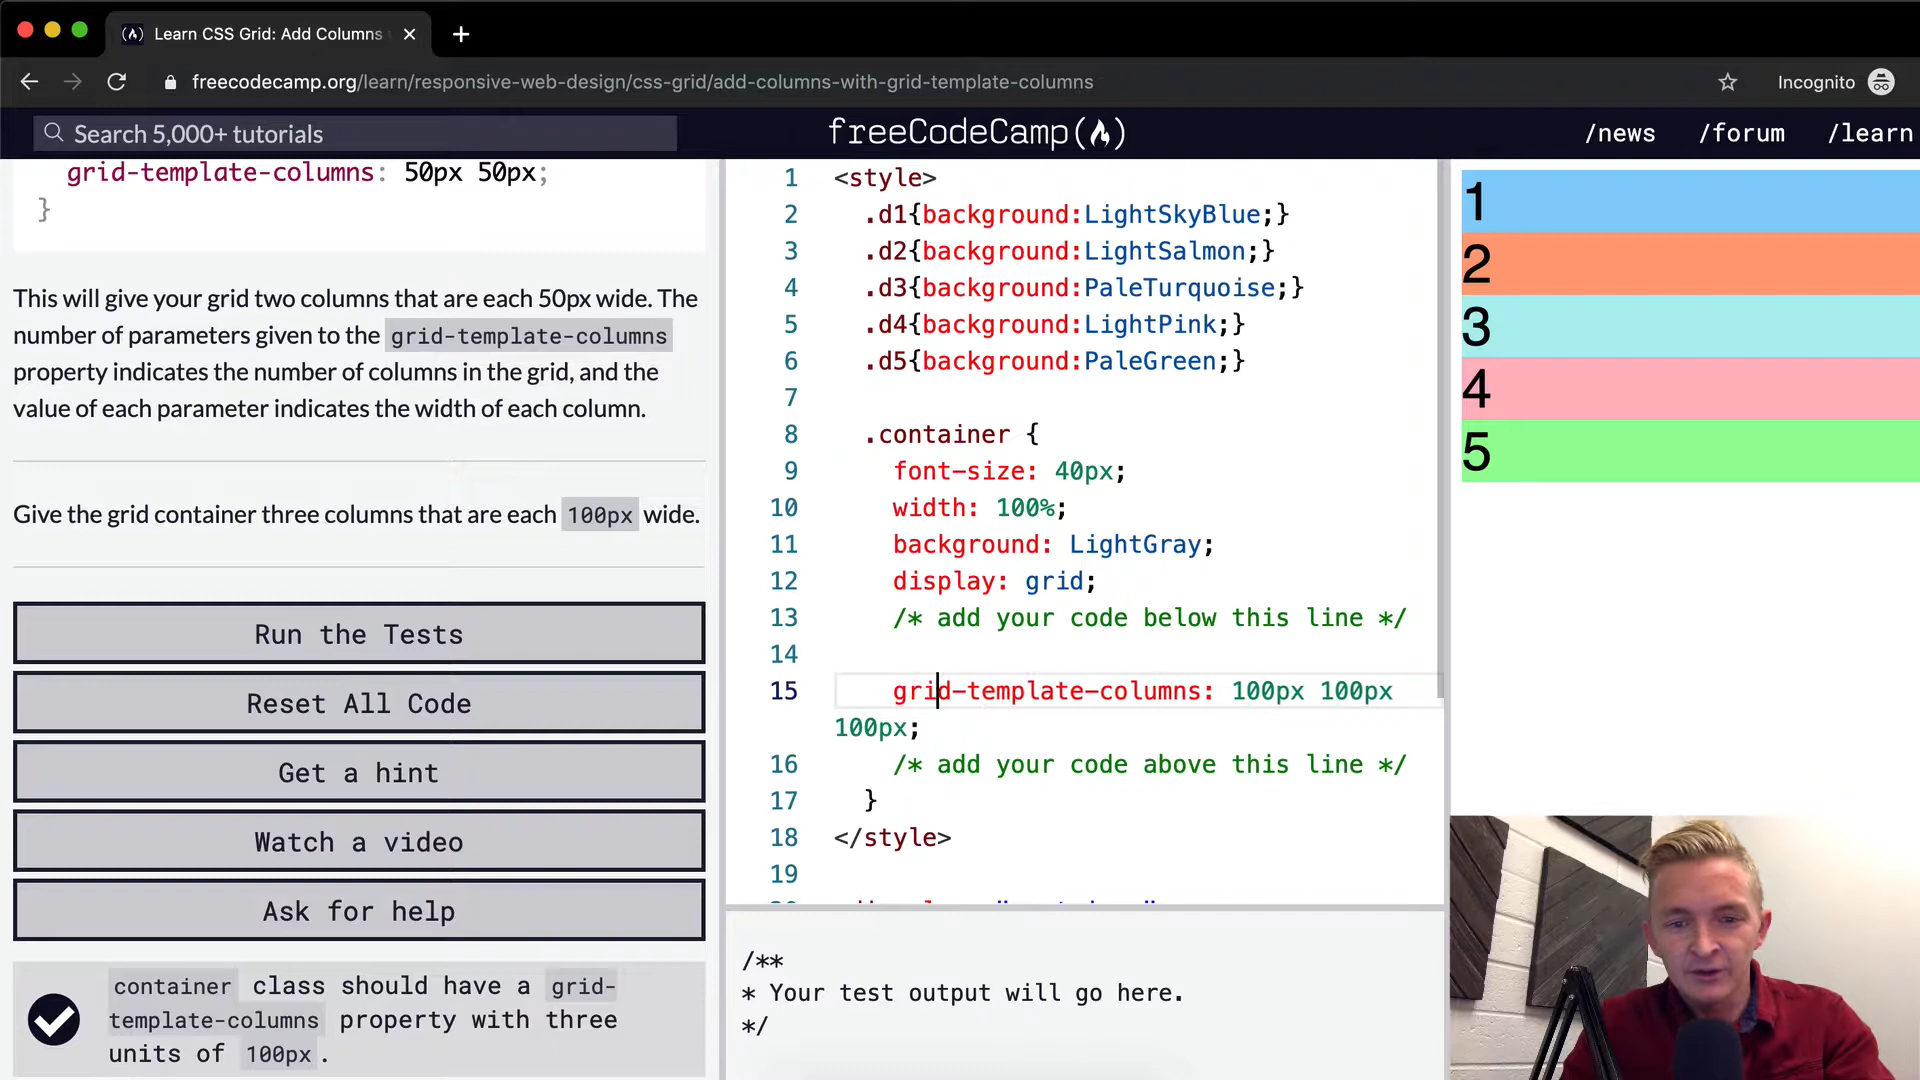 Learn CSS Grid: Add Columns
freecodecamp.org/learn/responsive-web-design/css-grid/add-columns-with-grid-template-columns
Incognito
Search 5,000+ tutorials
freeCodeCamp(🔥)
/news /forum /learn
grid-template-columns: 50px 50px;
}
This will give your grid two columns that are each 50px wide. The
number of parameters given to the grid-template-columns
property indicates the number of columns in the grid, and the
value of each parameter indicates the width of each column.
Give the grid container three columns that are each 100px wide.
Run the Tests
Reset All Code
Get a hint
Watch a video
Ask for help
container class should have a grid-
template-columns property with three
units of 100px.
1 <style>
2 .d1{background:LightSkyBlue;}
3 .d2{background:LightSalmon;}
4 .d3{background:PaleTurquoise;}
5 .d4{background:LightPink;}
6 .d5{background:PaleGreen;}
7
8 .container {
9 font-size: 40px;
10 width: 100%;
11 background: LightGray;
12 display: grid;
13 /* add your code below this line */
14
15 grid-template-columns: 100px 100px
100px;
16 /* add your code above this line */
17 }
18 </style>
19
/**
* Your test output will go here.
*/
1
2
3
4
5